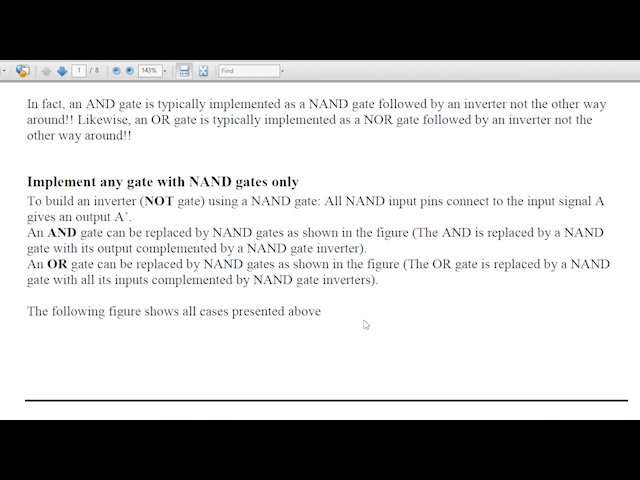 1 / 8 143% Find
In fact, an AND gate is typically implemented as a NAND gate followed by an inverter not the other way
around!! Likewise, an OR gate is typically implemented as a NOR gate followed by an inverter not the
other way around!!
Implement any gate with NAND gates only
To build an inverter (NOT gate) using a NAND gate: All NAND input pins connect to the input signal A
gives an output A’.
An AND gate can be replaced by NAND gates as shown in the figure (The AND is replaced by a NAND
gate with its output complemented by a NAND gate inverter).
An OR gate can be replaced by NAND gates as shown in the figure (The OR gate is replaced by a NAND
gate with all its inputs complemented by NAND gate inverters).
The following figure shows all cases presented above